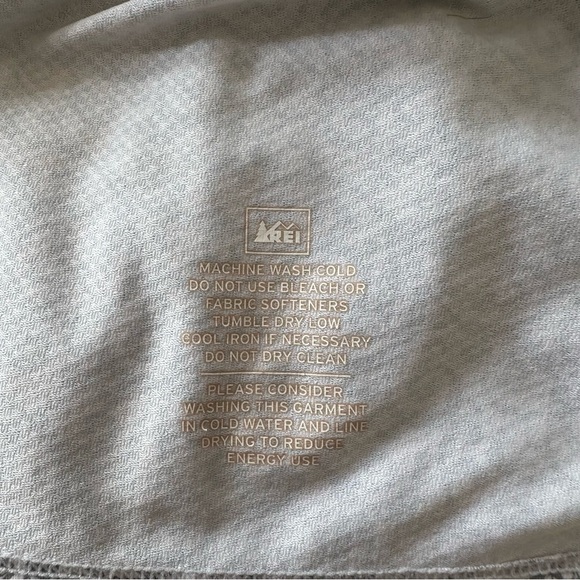 REI
MACHINE WASH COLD
DO NOT USE BLEACH OR
FABRIC SOFTENERS
TUMBLE DRY LOW
COOL IRON IF NECESSARY
DO NOT DRY CLEAN
PLEASE CONSIDER
WASHING THIS GARMENT
IN COLD WATER AND LINE
DRYING TO REDUCE
ENERGY USE